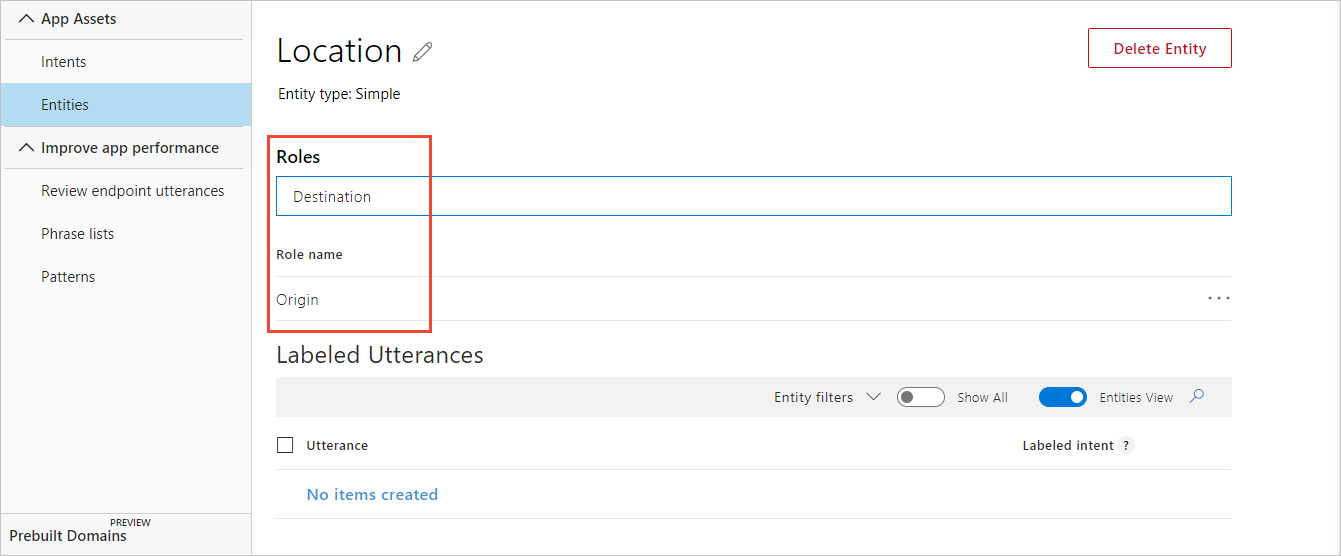 App Assets
Intents
Entities
Improve app performance
Review endpoint utterances
Phrase lists
Patterns
PREVIEW
Prebuilt Domains
Location
Delete Entity
Entity type: Simple
Roles
Destination
Role name
Origin
Labeled Utterances
Entity filters Show All Entities View
Utterance Labeled intent ?
No items created